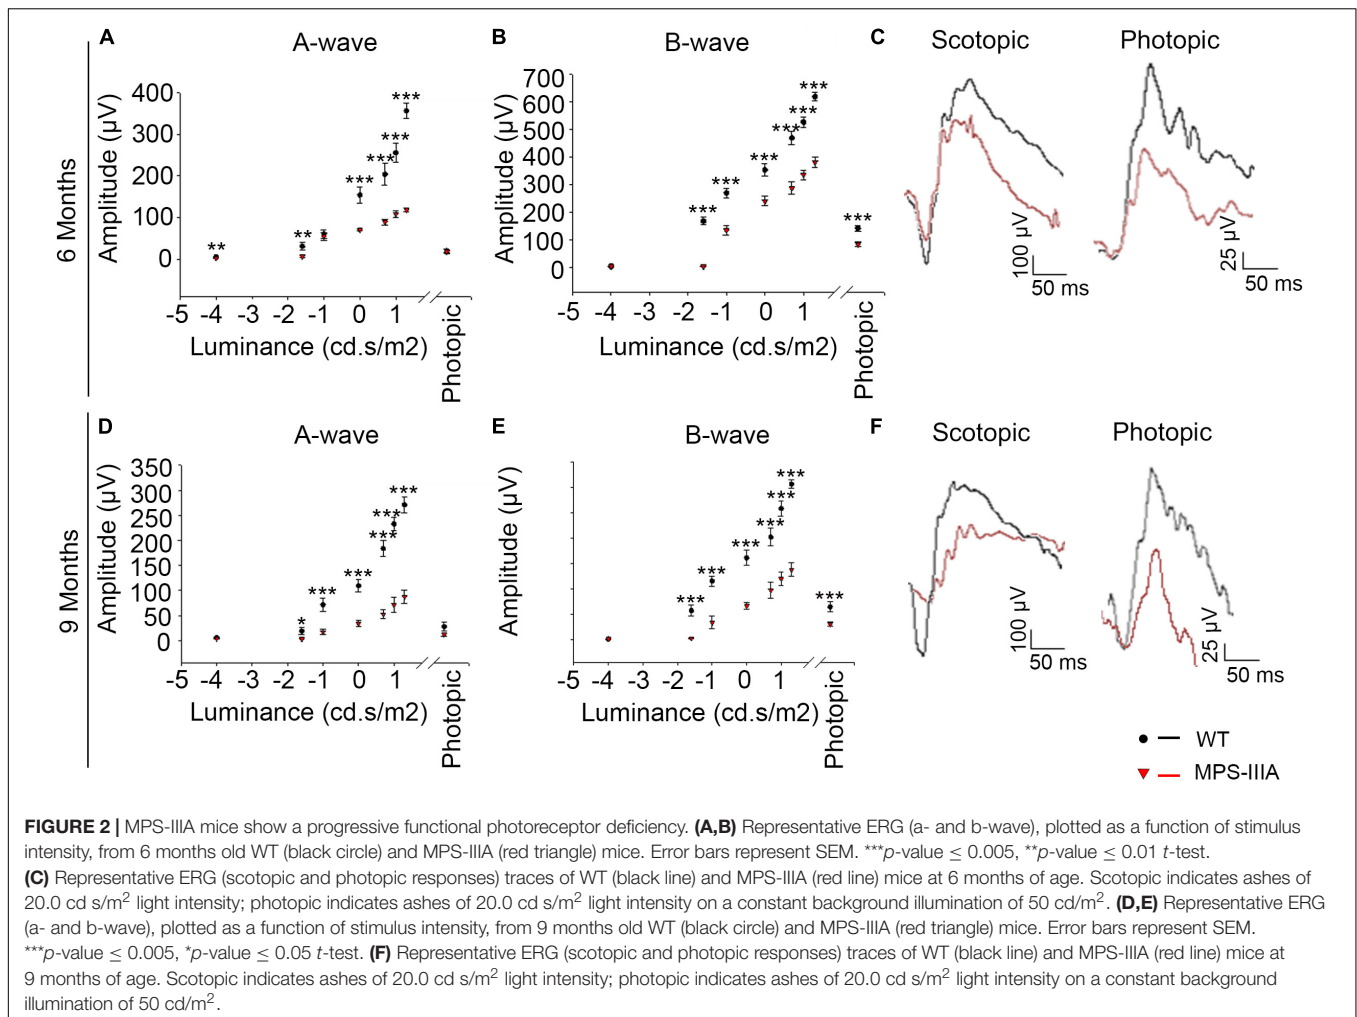 A
A-wave
B
B-wave
C
Scotopic
Photopic
6 Months
Amplitude (µV)
400
300
200
100
0
**
**
***
***
***
***
-5 -4 -3 -2 -1 0 1
Luminance (cd.s/m2)
Photopic
Amplitude (µV)
700
600
500
400
300
200
100
0
***
***
***
***
***
***
***
-5 -4 -3 -2 -1 0 1
Luminance (cd.s/m2)
Photopic
100 µV
50 ms
25 µV
50 ms
D
A-wave
E
B-wave
F
Scotopic
Photopic
9 Months
Amplitude (µV)
350
300
250
200
150
100
50
0
*
***
***
***
***
***
-5 -4 -3 -2 -1 0 1
Luminance (cd.s/m2)
Photopic
Amplitude (µV)
***
***
***
***
***
***
***
-5 -4 -3 -2 -1 0 1
Luminance (cd.s/m2)
Photopic
100 µV
50 ms
25 µV
50 ms
WT
MPS-IIIA
FIGURE 2 | MPS-IIIA mice show a progressive functional photoreceptor deficiency. (A,B) Representative ERG (a- and b-wave), plotted as a function of stimulus
intensity, from 6 months old WT (black circle) and MPS-IIIA (red triangle) mice. Error bars represent SEM. ***p-value ≤ 0.005, **p-value ≤ 0.01 t-test.
(C) Representative ERG (scotopic and photopic responses) traces of WT (black line) and MPS-IIIA (red line) mice at 6 months of age. Scotopic indicates ashes of
20.0 cd s/m² light intensity; photopic indicates ashes of 20.0 cd s/m² light intensity on a constant background illumination of 50 cd/m². (D,E) Representative ERG
(a- and b-wave), plotted as a function of stimulus intensity, from 9 months old WT (black circle) and MPS-IIIA (red triangle) mice. Error bars represent SEM.
***p-value ≤ 0.005, *p-value ≤ 0.05 t-test. (F) Representative ERG (scotopic and photopic responses) traces of WT (black line) and MPS-IIIA (red line) mice at
9 months of age. Scotopic indicates ashes of 20.0 cd s/m² light intensity; photopic indicates ashes of 20.0 cd s/m² light intensity on a constant background
illumination of 50 cd/m².